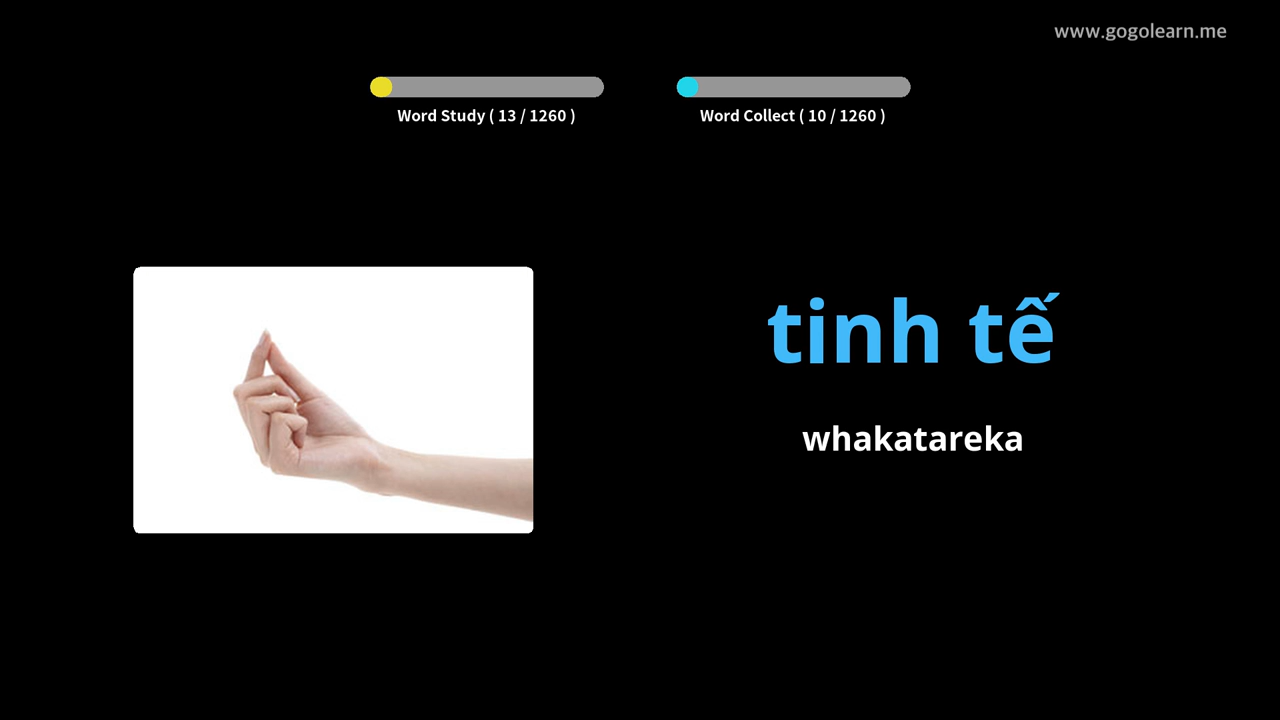 www.gogolearn.me
Word Study ( 13 / 1260 )
Word Collect ( 10 / 1260 )
tinh tế
whakatareka